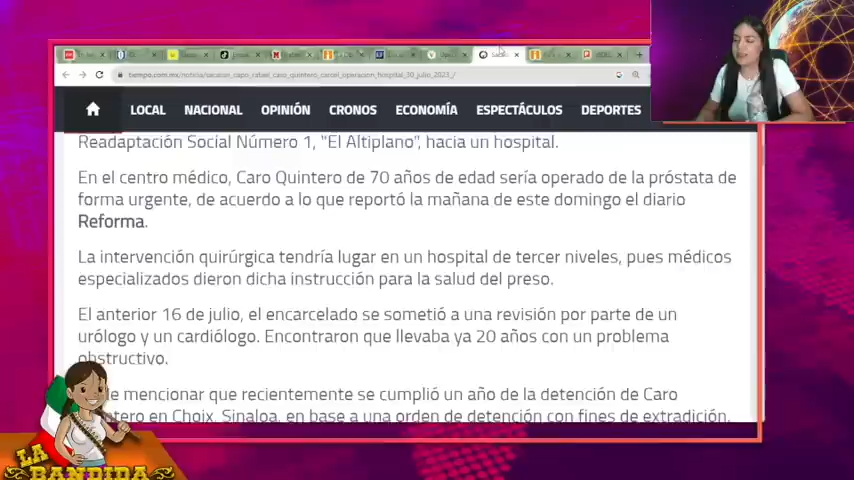 tiempo.com.mx/noticia/sacaran_capo_rafael_caro_quintero_carcel_operacion_hospital_30_julio_2023_/
LOCAL NACIONAL OPINIÓN CRONOS ECONOMÍA ESPECTÁCULOS DEPORTES
Readaptación Social Número 1, "El Altiplano", hacia un hospital.
En el centro médico, Caro Quintero de 70 años de edad sería operado de la próstata de
forma urgente, de acuerdo a lo que reportó la mañana de este domingo el diario
Reforma.
La intervención quirúrgica tendría lugar en un hospital de tercer niveles, pues médicos
especializados dieron dicha instrucción para la salud del preso.
El anterior 16 de julio, el encarcelado se sometió a una revisión por parte de un
urólogo y un cardiólogo. Encontraron que llevaba ya 20 años con un problema
obstructivo.
e mencionar que recientemente se cumplió un año de la detención de Caro
ntero en Choix, Sinaloa, en base a una orden de detención con fines de extradición,
LA
BANDIDA